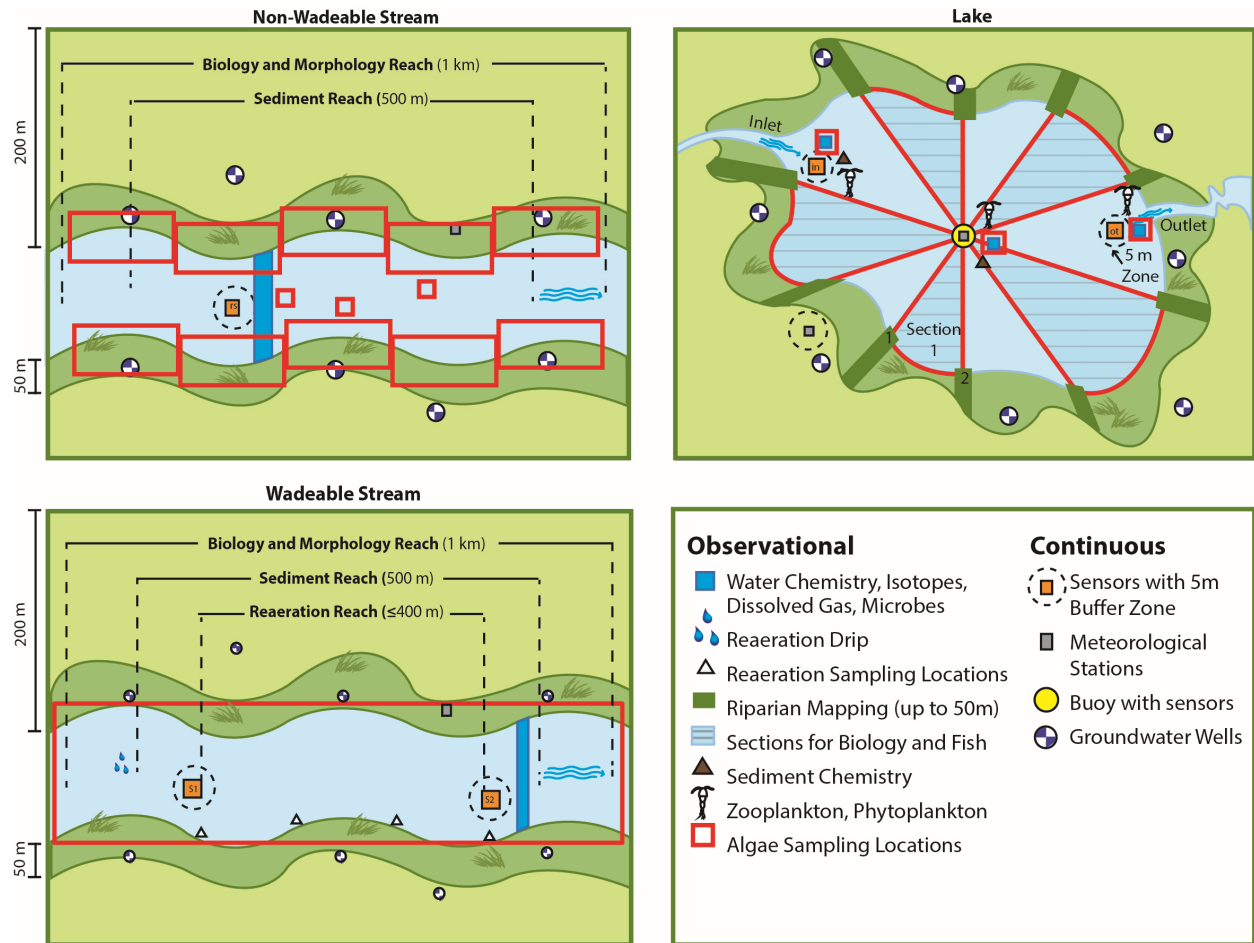 Non-Wadeable Stream
Biology and Morphology Reach (1 km)
Sediment Reach (500 m)
200 m
50 m
rs
Lake
Inlet
in
ot
Outlet
5 m
Zone
Section
1
1
2
Wadeable Stream
Biology and Morphology Reach (1 km)
Sediment Reach (500 m)
Reaeration Reach (≤400 m)
200 m
50 m
S1
S2
Observational
Water Chemistry, Isotopes,
Dissolved Gas, Microbes
Reaeration Drip
Reaeration Sampling Locations
Riparian Mapping (up to 50m)
Sections for Biology and Fish
Sediment Chemistry
Zooplankton, Phytoplankton
Algae Sampling Locations
Continuous
Sensors with 5m
Buffer Zone
Meteorological
Stations
Buoy with sensors
Groundwater Wells